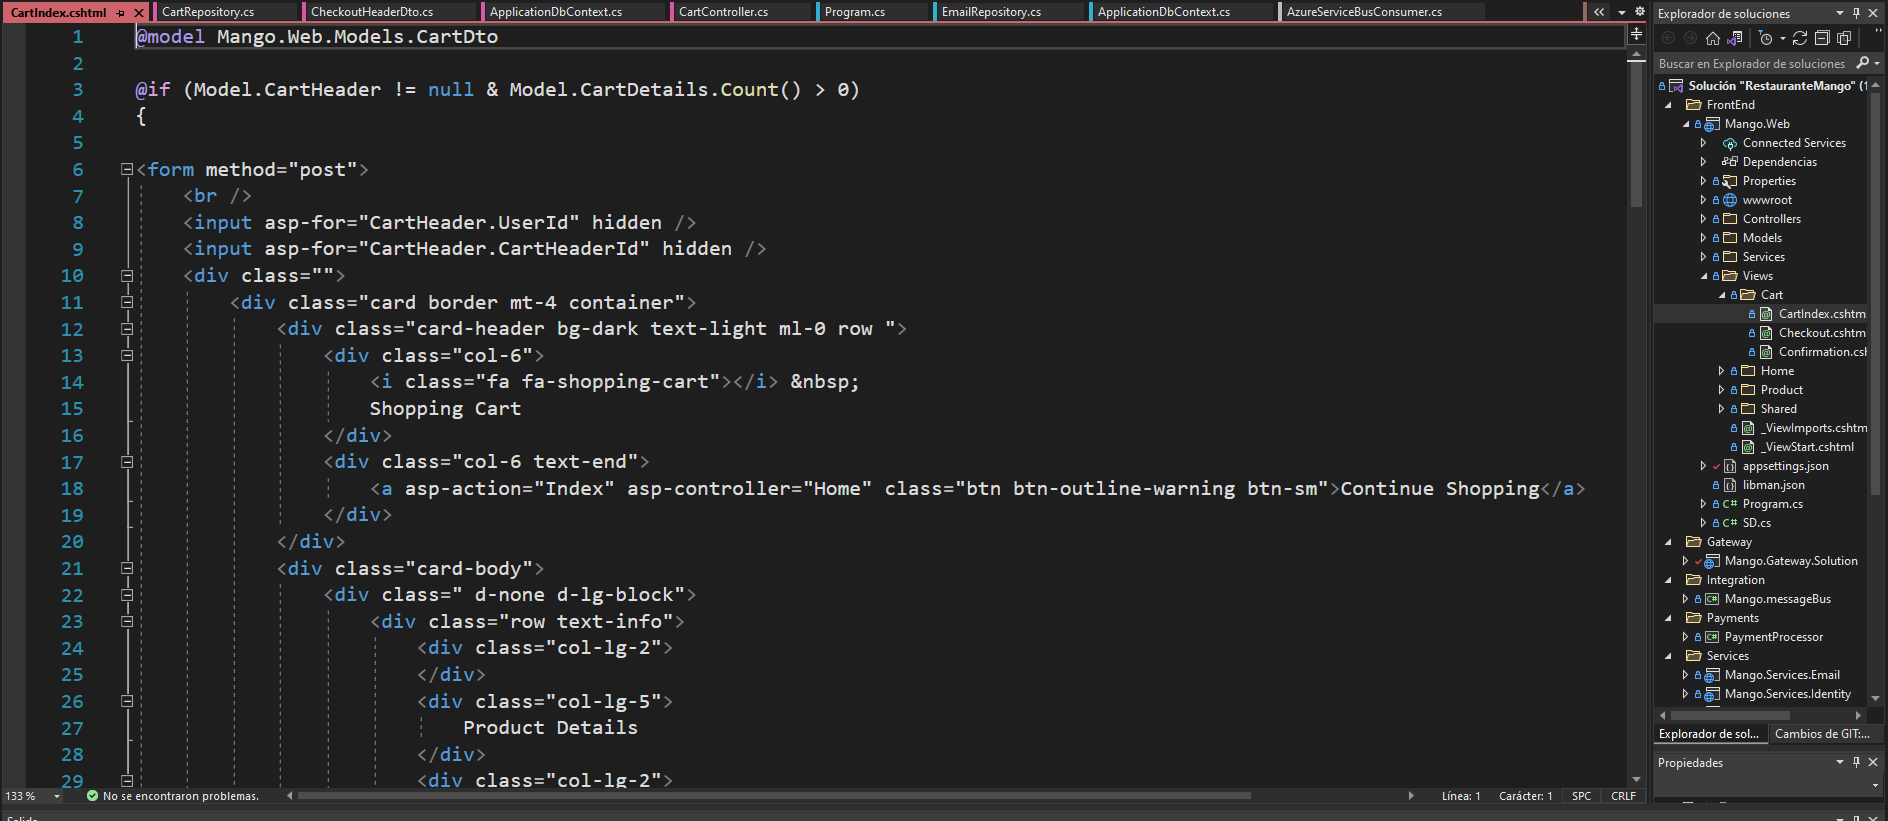 CartIndex.cshtml
CartRepository.cs
CheckoutHeaderDto.cs
ApplicationDbContext.cs
CartController.cs
Program.cs
EmailRepository.cs
ApplicationDbContext.cs
AzureServiceBusConsumer.cs
1 @model Mango.Web.Models.CartDto
2
3 @if (Model.CartHeader != null & Model.CartDetails.Count() > 0)
4 {
5
6 <form method="post">
7 <br />
8 <input asp-for="CartHeader.UserId" hidden />
9 <input asp-for="CartHeader.CartHeaderId" hidden />
10 <div class="">
11 <div class="card border mt-4 container">
12 <div class="card-header bg-dark text-light ml-0 row ">
13 <div class="col-6">
14 <i class="fa fa-shopping-cart"></i> &nbsp;
15 Shopping Cart
16 </div>
17 <div class="col-6 text-end">
18 <a asp-action="Index" asp-controller="Home" class="btn btn-outline-warning btn-sm">Continue Shopping</a>
19 </div>
20 </div>
21 <div class="card-body">
22 <div class=" d-none d-lg-block">
23 <div class="row text-info">
24 <div class="col-lg-2">
25 </div>
26 <div class="col-lg-5">
27 Product Details
28 </div>
29 <div class="col-lg-2">
133 %
No se encontraron problemas.
Línea: 1
Carácter: 1
SPC
CRLF
Explorador de soluciones
Buscar en Explorador de soluciones
Solución "RestauranteMango" (1
FrontEnd
Mango.Web
Connected Services
Dependencias
Properties
wwwroot
Controllers
Models
Services
Views
Cart
CartIndex.cshtm
Checkout.cshtm
Confirmation.csh
Home
Product
Shared
_ViewImports.cshtm
_ViewStart.cshtml
appsettings.json
libman.json
C# Program.cs
C# SD.cs
Gateway
Mango.Gateway.Solution
Integration
C# Mango.messageBus
Payments
C# PaymentProcessor
Services
Mango.Services.Email
Mango.Services.Identity
Explorador de sol...
Cambios de GIT:...
Propiedades
Salida